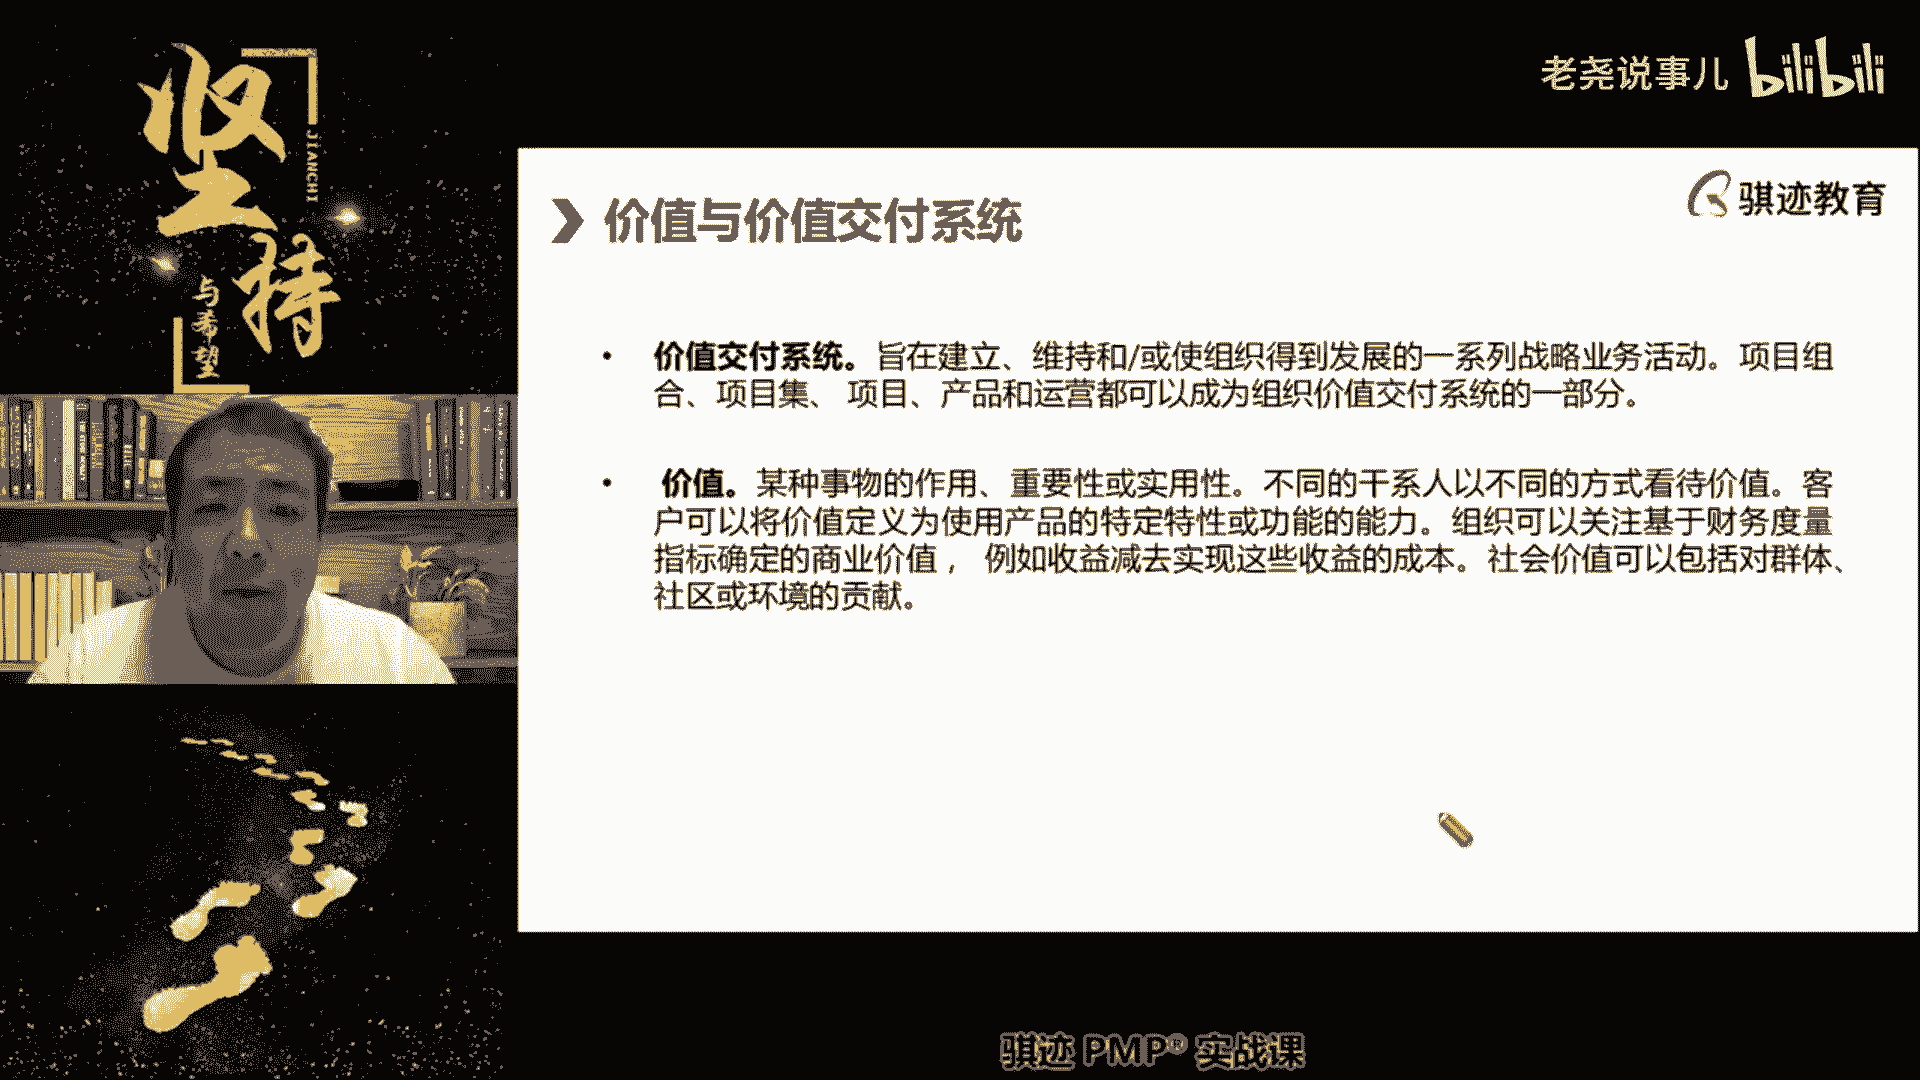 坚持
JIANCHI
与希望
老尧说事儿 bilibili
骐迹教育
价值与价值交付系统
• 价值交付系统。旨在建立、维持和/或使组织得到发展的一系列战略业务活动。项目组
合、项目集、 项目、产品和运营都可以成为组织价值交付系统的一部分。
• 价值。某种事物的作用、重要性或实用性。不同的干系人以不同的方式看待价值。客
户可以将价值定义为使用产品的特定特性或功能的能力。组织可以关注基于财务度量
指标确定的商业价值， 例如收益减去实现这些收益的成本。社会价值可以包括对群体、
社区或环境的贡献。
骐迹 PMP® 实战课